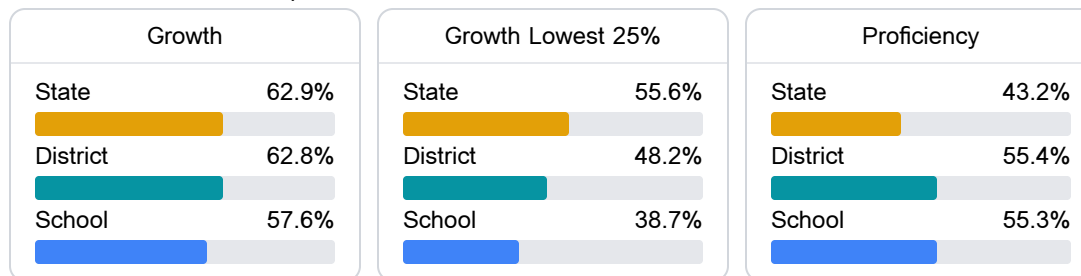 Growth
State 62.9%
District 62.8%
School 57.6%
Growth Lowest 25%
State 55.6%
District 48.2%
School 38.7%
Proficiency
State 43.2%
District 55.4%
School 55.3%